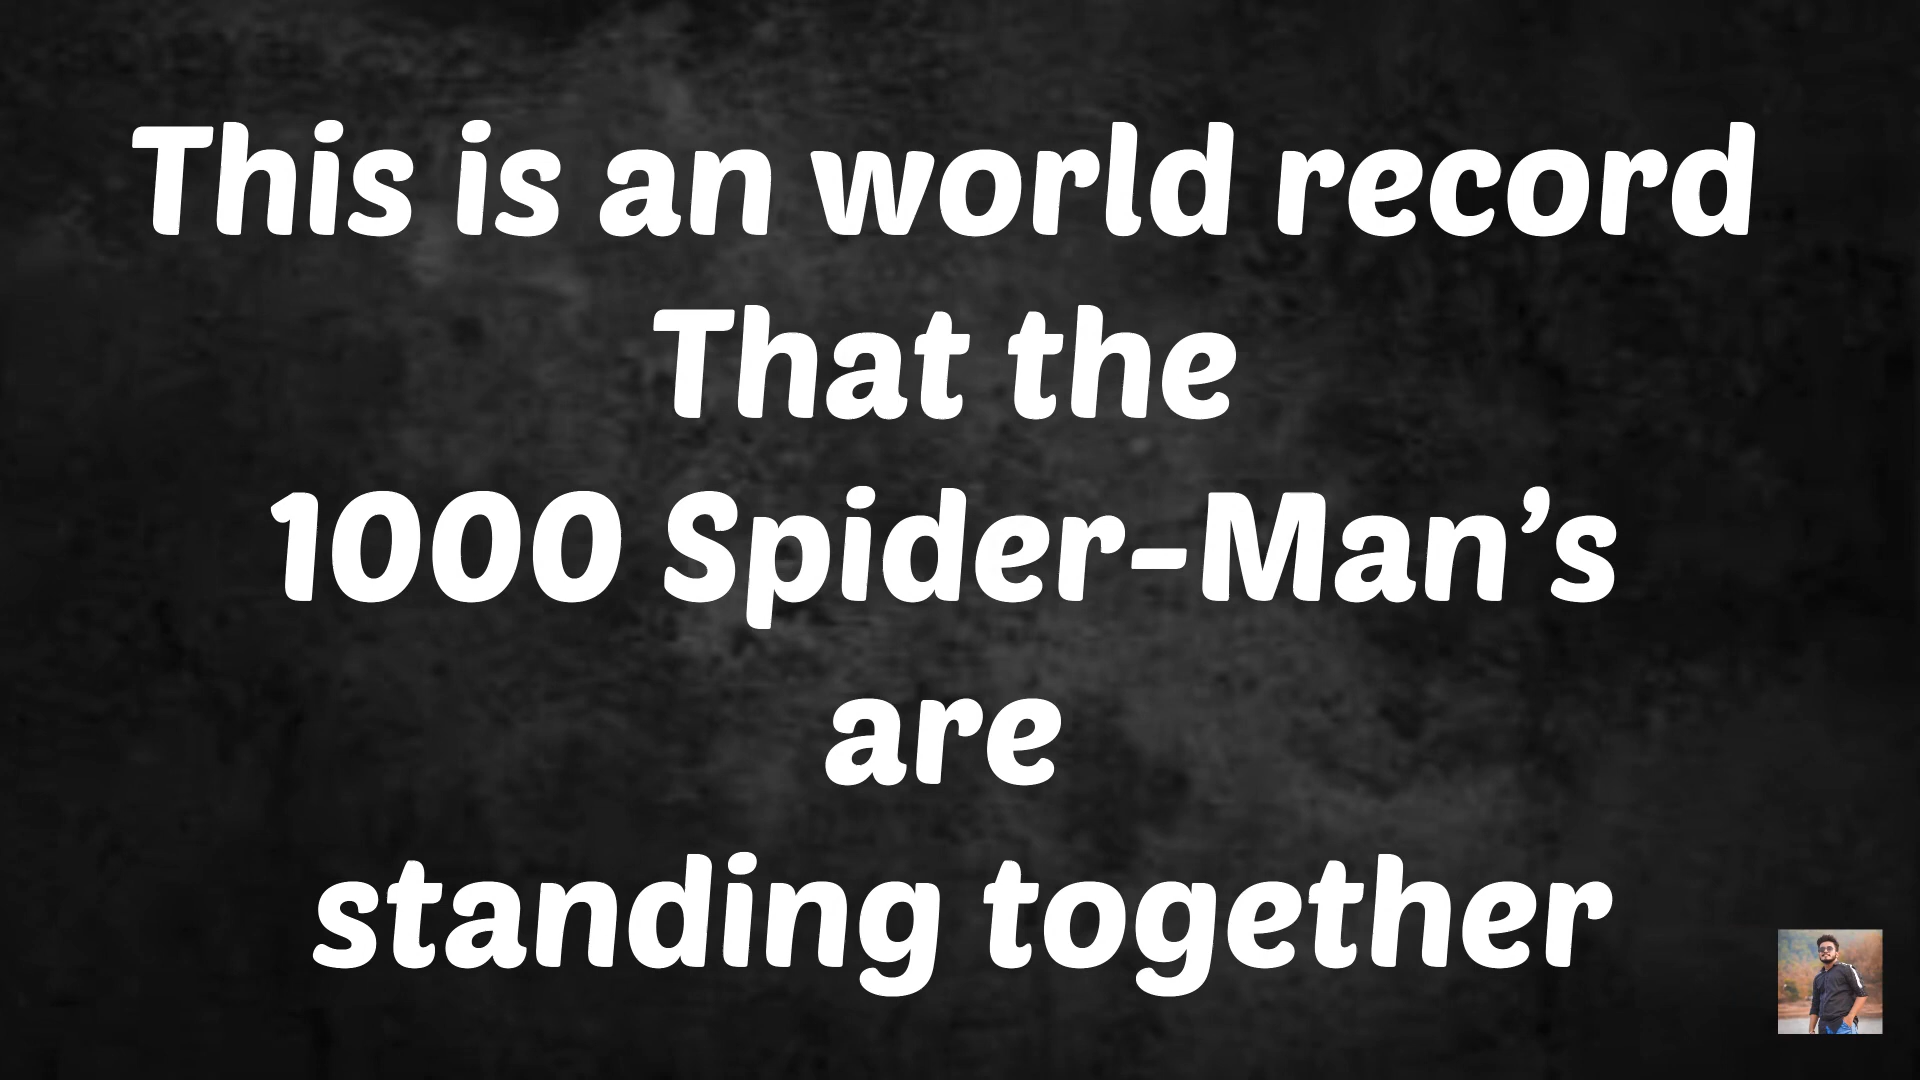 This is an world record
That the
1000 Spider-Man’s
are
standing together